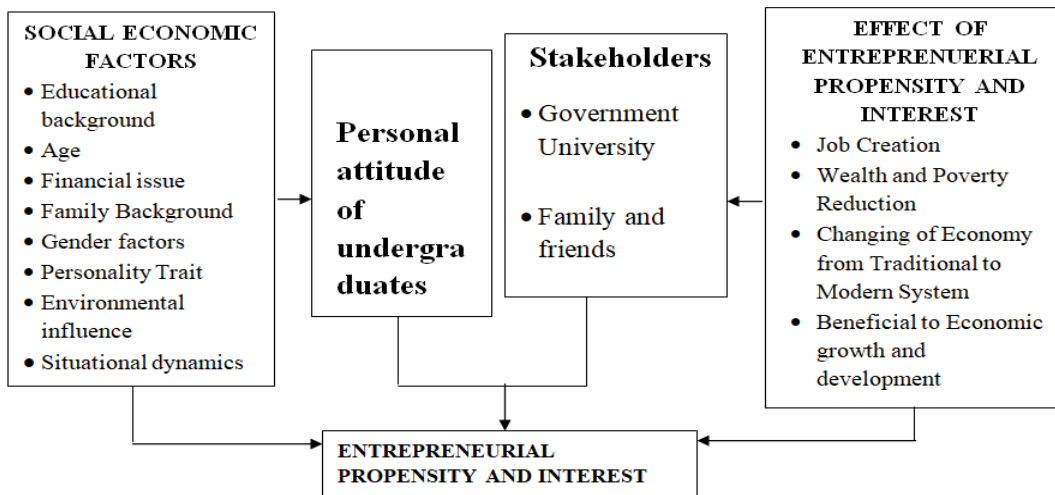 SOCIAL ECONOMIC
FACTORS
• Educational
background
• Age
• Financial issue
• Family Background
• Gender factors
• Personality Trait
• Environmental
influence
• Situational dynamics
Personal
attitude
of
undergra
duates
Stakeholders
• Government
University
• Family and
friends
EFFECT OF
ENTREPRENUERIAL
PROPENSITY AND
INTEREST
• Job Creation
• Wealth and Poverty
Reduction
• Changing of Economy
from Traditional to
Modern System
• Beneficial to Economic
growth and
development
ENTREPRENEURIAL
PROPENSITY AND INTEREST